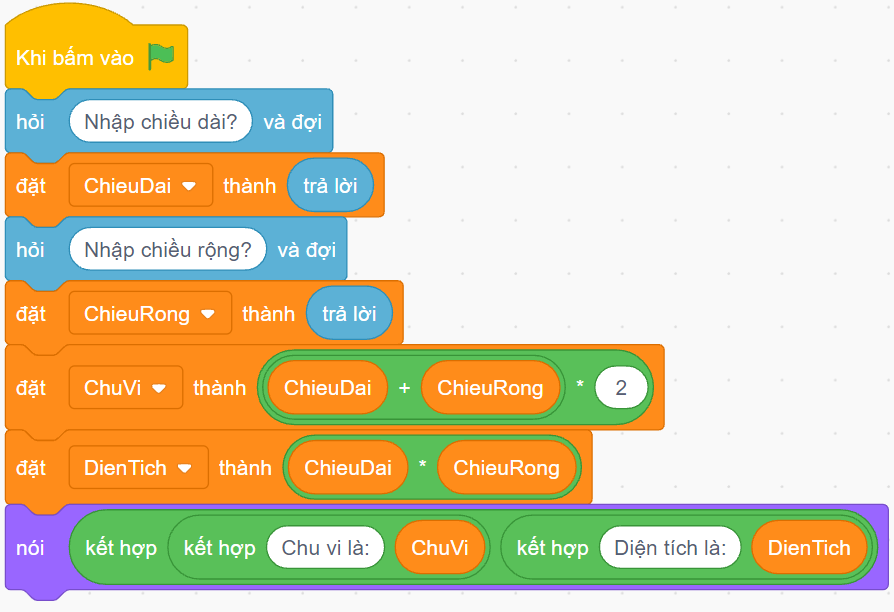 Khi bấm vào
hỏi Nhập chiều dài? và đợi
đặt ChieuDai thành trả lời
hỏi Nhập chiều rộng? và đợi
đặt ChieuRong thành trả lời
đặt ChuVi thành ChieuDai + ChieuRong * 2
đặt DienTich thành ChieuDai * ChieuRong
nói kết hợp kết hợp Chu vi là: ChuVi kết hợp Diện tích là: DienTich